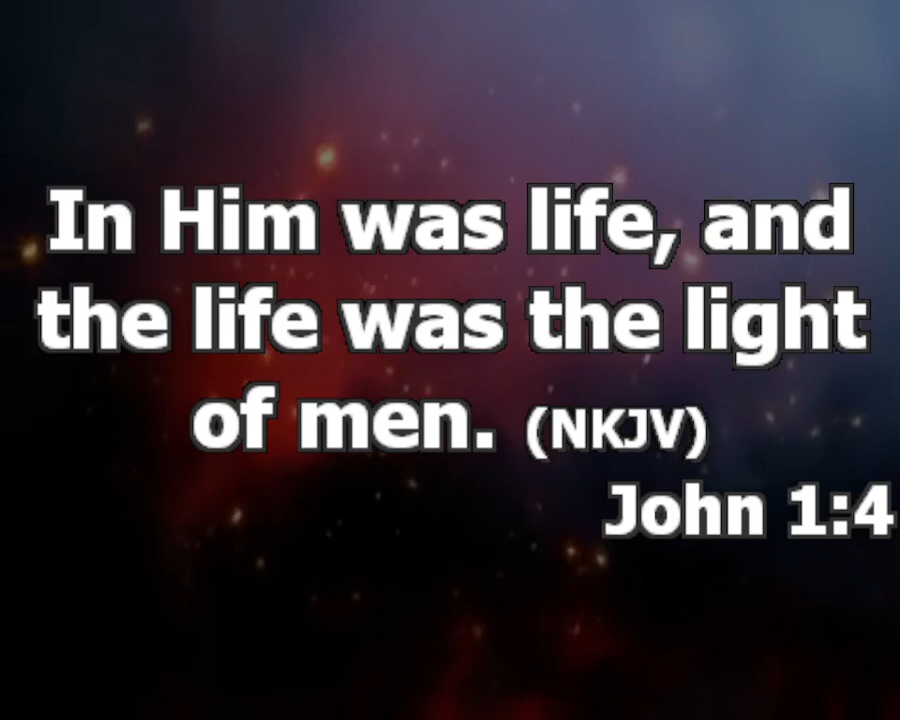 In Him was life, and
the life was the light
of men. (NKJV)
John 1:4